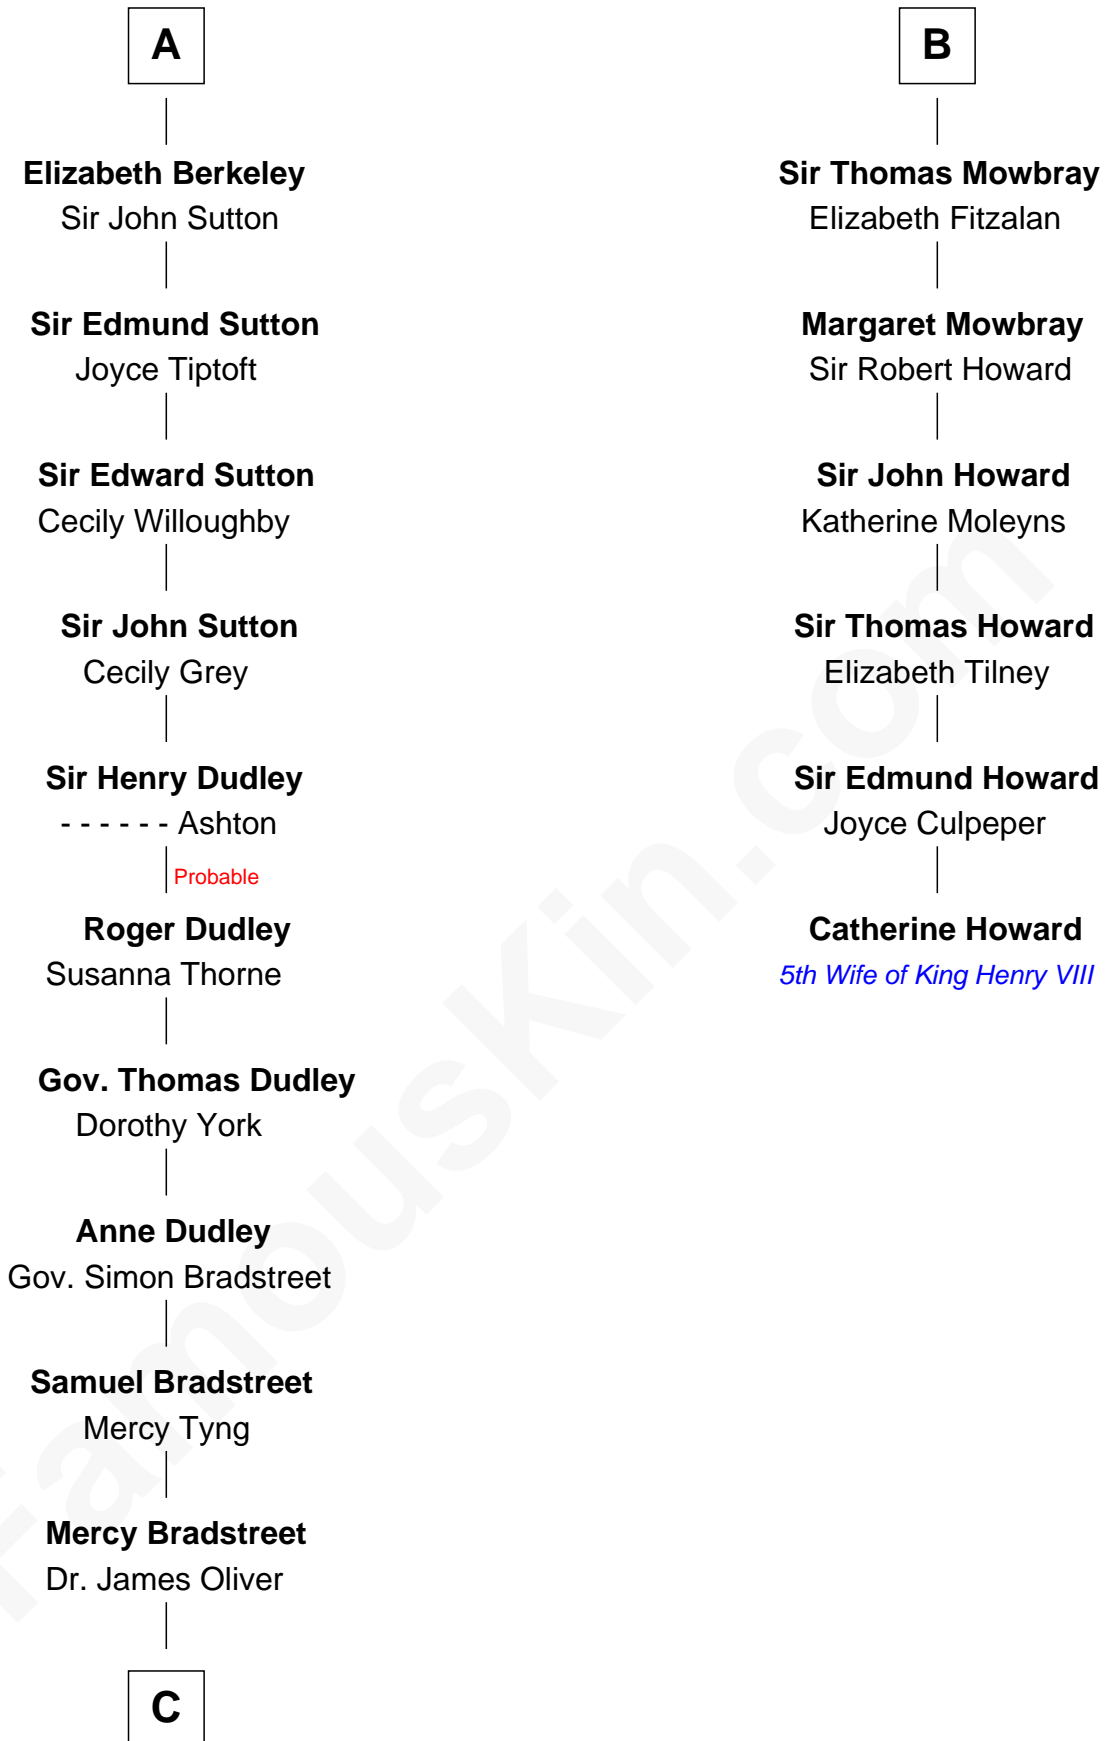 A
Elizabeth Berkeley
Sir John Sutton
Sir Edmund Sutton
Joyce Tiptoft
Sir Edward Sutton
Cecily Willoughby
Sir John Sutton
Cecily Grey
Sir Henry Dudley
- - - - - - Ashton
Probable
Roger Dudley
Susanna Thorne
Gov. Thomas Dudley
Dorothy York
Anne Dudley
Gov. Simon Bradstreet
Samuel Bradstreet
Mercy Tyng
Mercy Bradstreet
Dr. James Oliver
C
B
Sir Thomas Mowbray
Elizabeth Fitzalan
Margaret Mowbray
Sir Robert Howard
Sir John Howard
Katherine Moleyns
Sir Thomas Howard
Elizabeth Tilney
Sir Edmund Howard
Joyce Culpeper
Catherine Howard
5th Wife of King Henry VIII
FamousKin.com